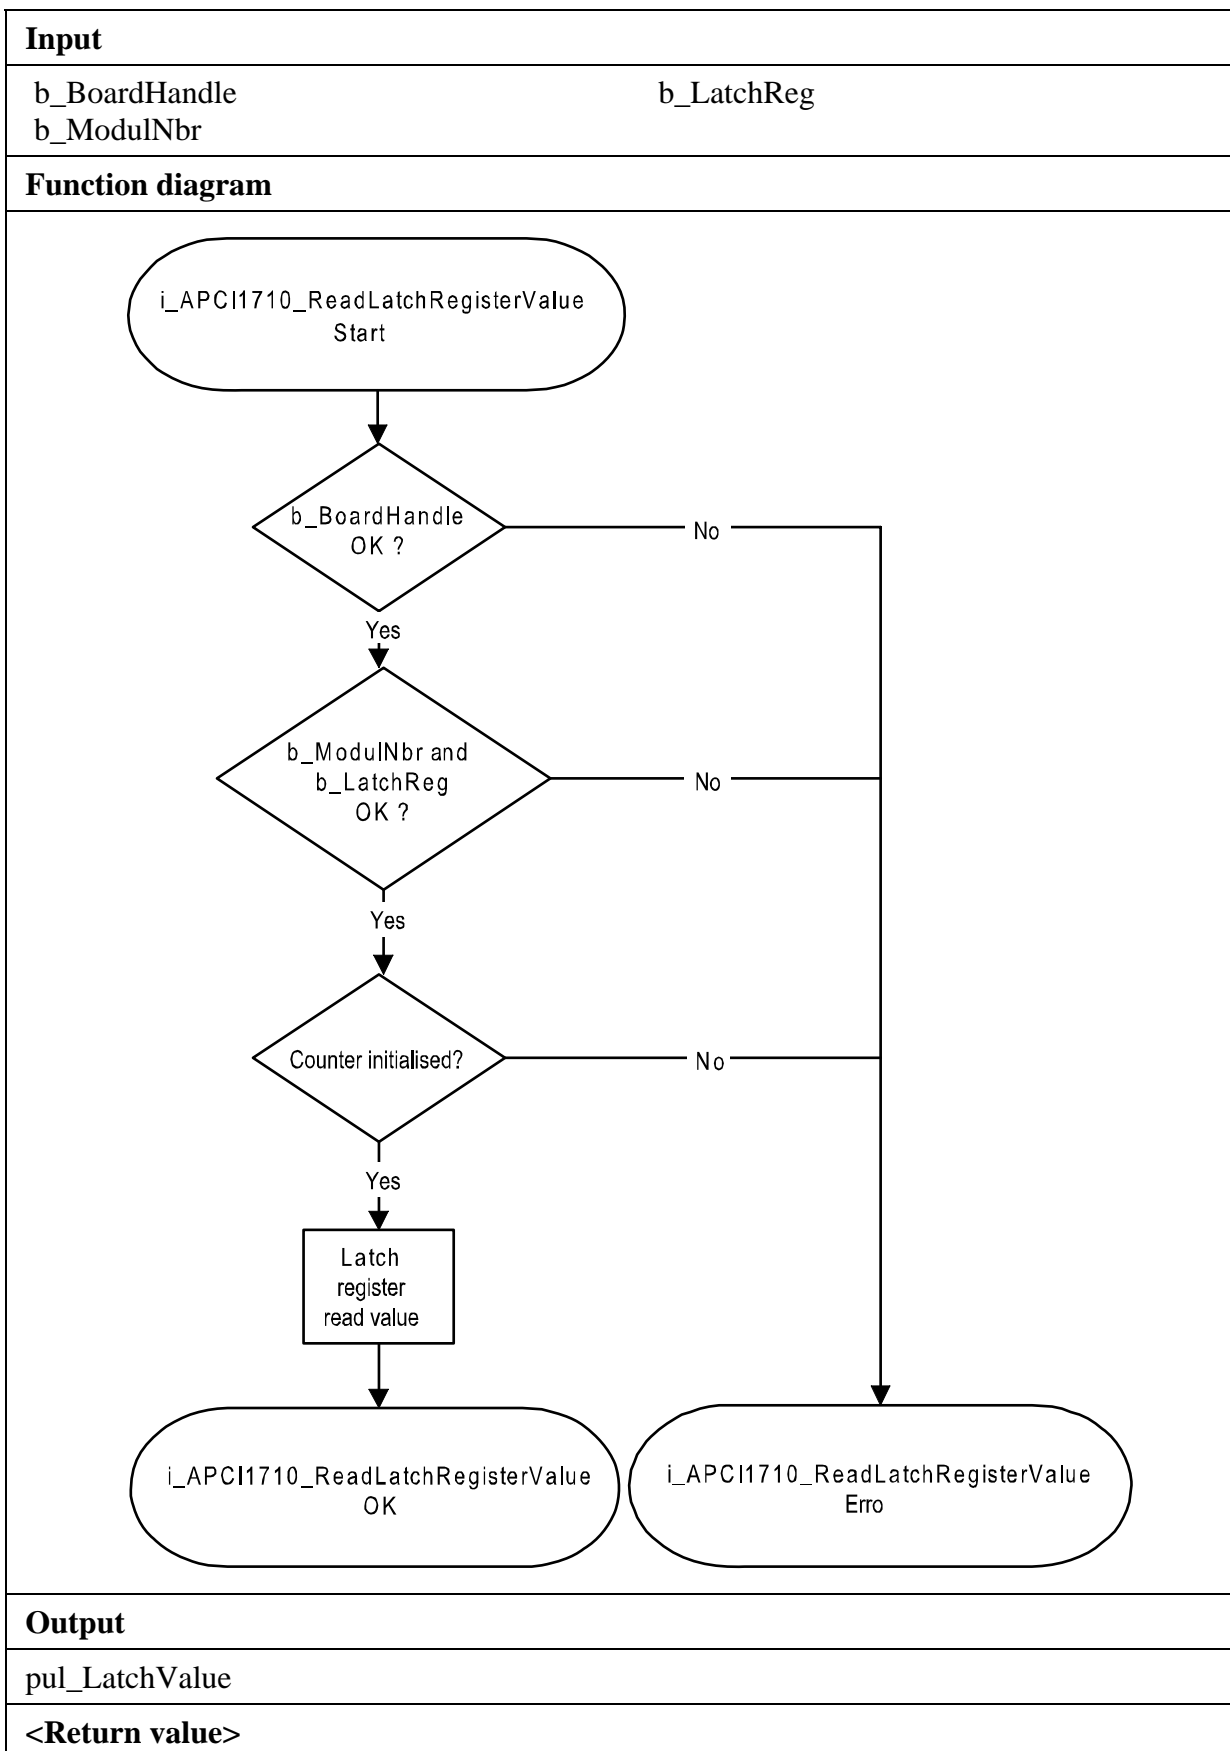 Input
b_BoardHandle b_LatchReg
b_ModulNbr
Function diagram
i_APCI1710_ReadLatchRegisterValue
Start
b_BoardHandle
OK ?
No
Yes
b_ModulNbr and
b_LatchReg
OK ?
No
Yes
Counter initialised?
No
Yes
Latch
register
read value
i_APCI1710_ReadLatchRegisterValue
OK
i_APCI1710_ReadLatchRegisterValue
Erro
Output
pul_LatchValue
<Return value>